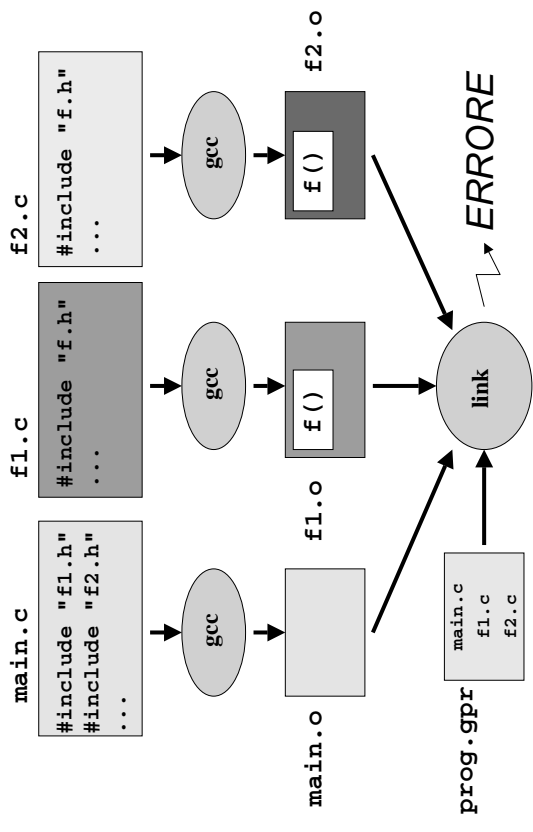 main.c
#include "f1.h"
#include "f2.h"
...
f1.c
#include "f.h"
...
f2.c
#include "f.h"
...
gcc
gcc
gcc
main.o
f1.o
f()
f()
f2.o
prog.gpr
main.c
f1.c
f2.c
link
ERRORE